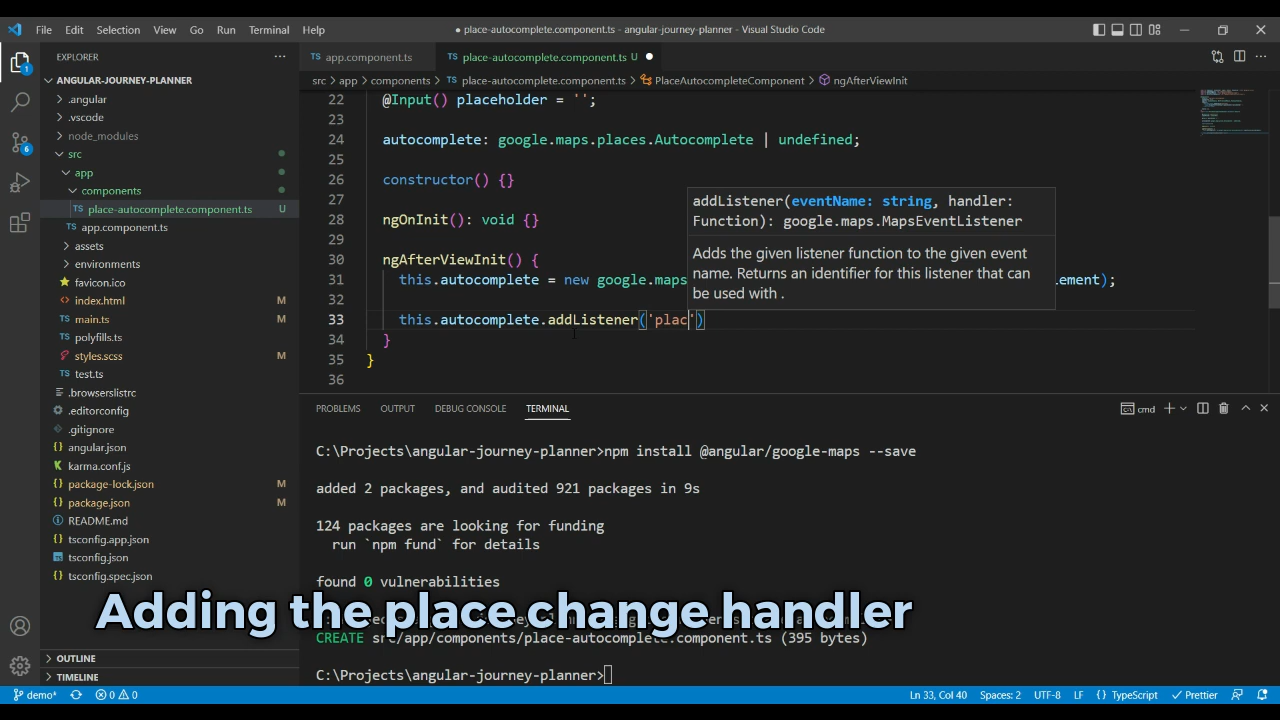 File Edit Selection View Go Run Terminal Help
● place-autocomplete.component.ts - angular-journey-planner - Visual Studio Code
EXPLORER
ANGULAR-JOURNEY-PLANNER
.angular
.vscode
node_modules
src
app
components
TS place-autocomplete.component.ts U
TS app.component.ts
assets
environments
favicon.ico
index.html M
TS main.ts M
TS polyfills.ts
styles.scss M
TS test.ts
.browserslistrc
.editorconfig
.gitignore
angular.json
karma.conf.js
package-lock.json M
package.json M
README.md
tsconfig.app.json
tsconfig.json
tsconfig.spec.json
OUTLINE
TIMELINE
TS app.component.ts
TS place-autocomplete.component.ts U ●
src > app > components > TS place-autocomplete.component.ts > PlaceAutocompleteComponent > ngAfterViewInit
22 @Input() placeholder = '';
23
24 autocomplete: google.maps.places.Autocomplete | undefined;
25
26 constructor() {}
27
28 ngOnInit(): void {}
29
30 ngAfterViewInit() {
31 this.autocomplete = new google.maps ement);
32
33 this.autocomplete.addListener('plac')
34 }
35 }
36
addListener(eventName: string, handler:
Function): google.maps.MapsEventListener
Adds the given listener function to the given event
name. Returns an identifier for this listener that can
be used with .
PROBLEMS OUTPUT DEBUG CONSOLE TERMINAL
cmd
C:\Projects\angular-journey-planner>npm install @angular/google-maps --save
added 2 packages, and audited 921 packages in 9s
124 packages are looking for funding
run `npm fund` for details
found 0 vulnerabilities
Adding the place change handler
CREATE src/app/components/place-autocomplete.component.ts (395 bytes)
C:\Projects\angular-journey-planner>
demo* 0 0
Ln 33, Col 40 Spaces: 2 UTF-8 LF {} TypeScript Prettier
1
6